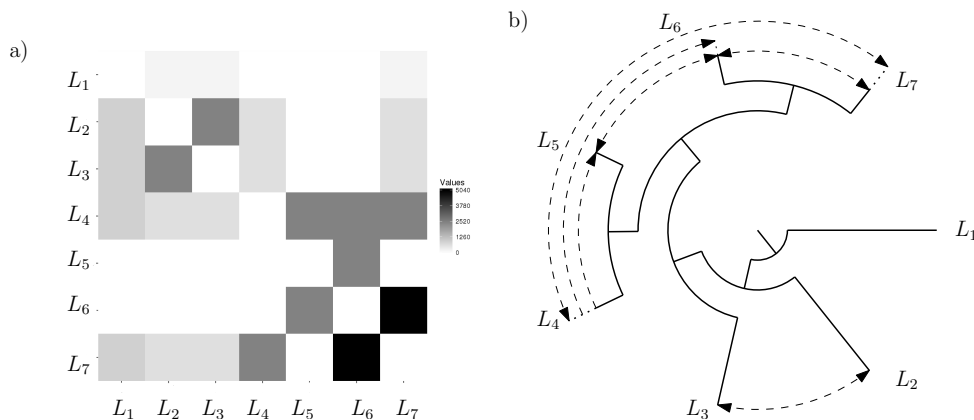 a)
L₁
L₂
L₃
L₄
L₅
L₆
L₇
L₁ L₂ L₃ L₄ L₅ L₆ L₇
Values
5040
3780
2520
1260
0
b)
L₆
L₇
L₅
L₁
L₄
L₂
L₃